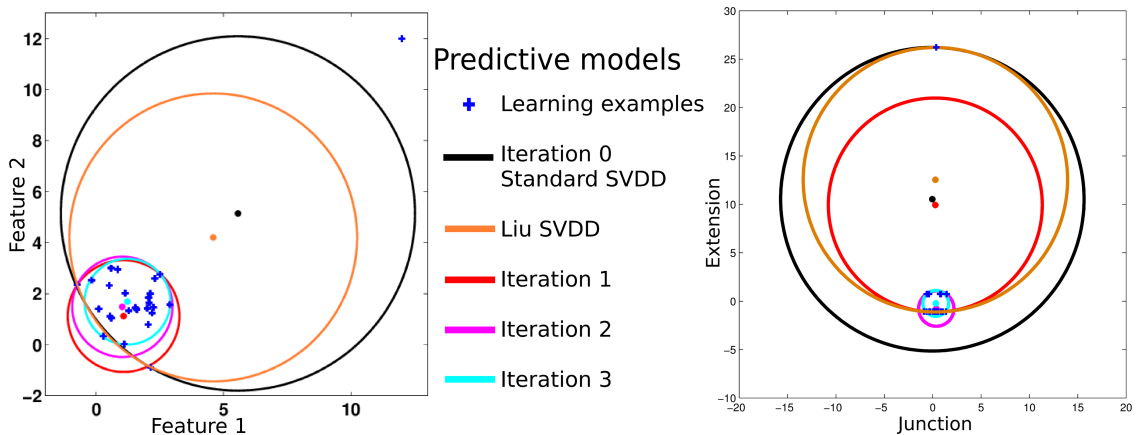 12
10
8
6
4
2
0
−2
0
5
10
Feature 2
Feature 1
Predictive models
Learning examples
Iteration 0
Standard SVDD
Liu SVDD
Iteration 1
Iteration 2
Iteration 3
30
25
20
15
10
5
0
−5
−10
−20
−15
−10
−5
0
5
10
15
20
Extension
Junction